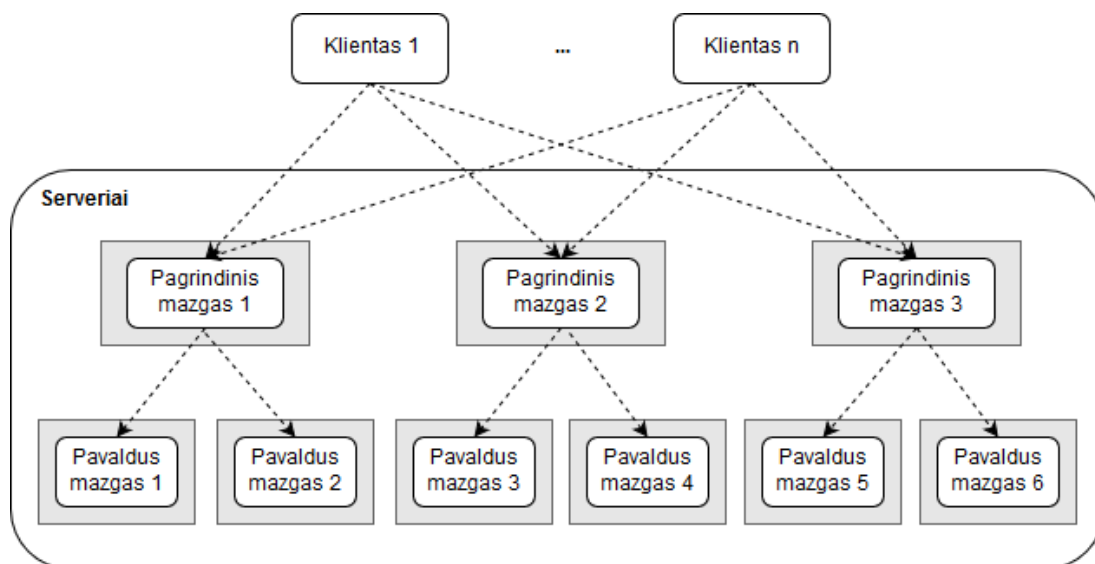 Klientas 1
...
Klientas n
Serveriai
Pagrindinis
mazgas 1
Pagrindinis
mazgas 2
Pagrindinis
mazgas 3
Pavaldus
mazgas 1
Pavaldus
mazgas 2
Pavaldus
mazgas 3
Pavaldus
mazgas 4
Pavaldus
mazgas 5
Pavaldus
mazgas 6